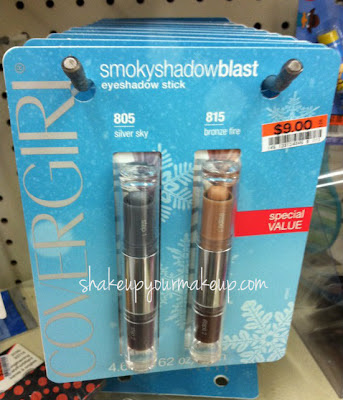 smokyshadowblast
eyeshadow stick
805
silver sky
815
bronze fire
$9.00
special
VALUE
COVERGIRL
shakeupyourmakeup.com